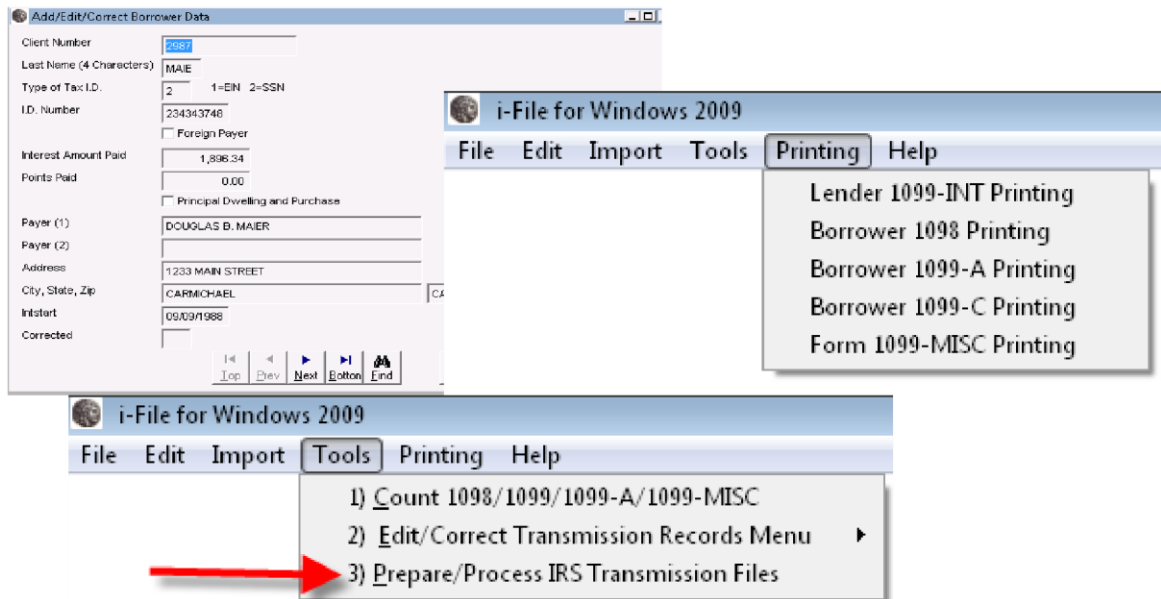 Add/Edit/Correct Borrower Data
Client Number 2987
Last Name (4 Characters) MAIE
Type of Tax I.D. 2 1=EIN 2=SSN
I.D. Number 234343748
Foreign Payer
Interest Amount Paid 1,896.34
Points Paid 0.00
Principal Dwelling and Purchase
Payer (1) DOUGLAS B. MAIER
Payer (2)
Address 1233 MAIN STREET
City, State, Zip CARMICHAEL CA
Intstart 09/09/1988
Corrected
Top Prev Next Botton Find
i-File for Windows 2009
File Edit Import Tools Printing Help
Lender 1099-INT Printing
Borrower 1098 Printing
Borrower 1099-A Printing
Borrower 1099-C Printing
Form 1099-MISC Printing
i-File for Windows 2009
File Edit Import Tools Printing Help
1) Count 1098/1099/1099-A/1099-MISC
2) Edit/Correct Transmission Records Menu
3) Prepare/Process IRS Transmission Files